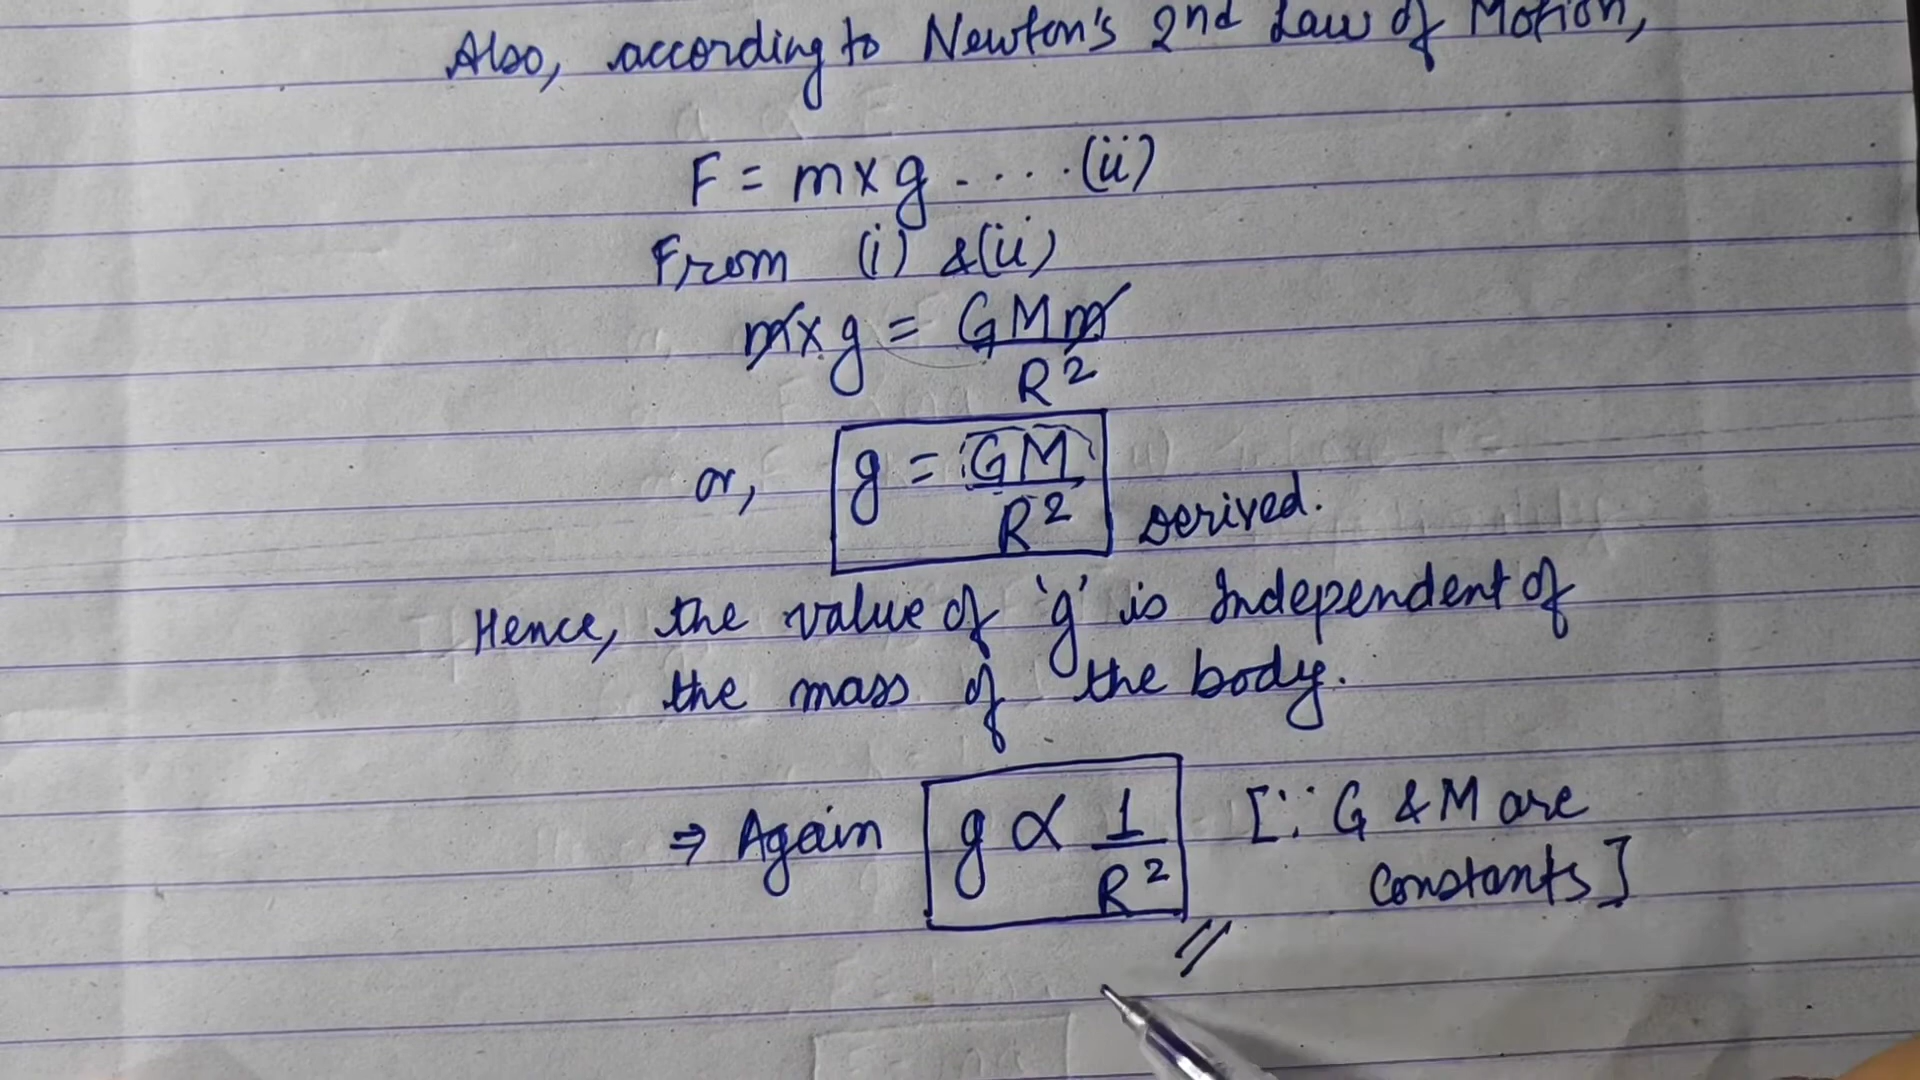 Also, according to Newton's 2nd Law of Motion,
F = m x g .....(ii)
From (i) & (ii)
m x g = GMm / R²
or, g = GM / R² Derived.
Hence, the value of 'g' is Independent of
the mass of the body.
⇒ Again g ∝ 1 / R² [∵ G & M are
constants]